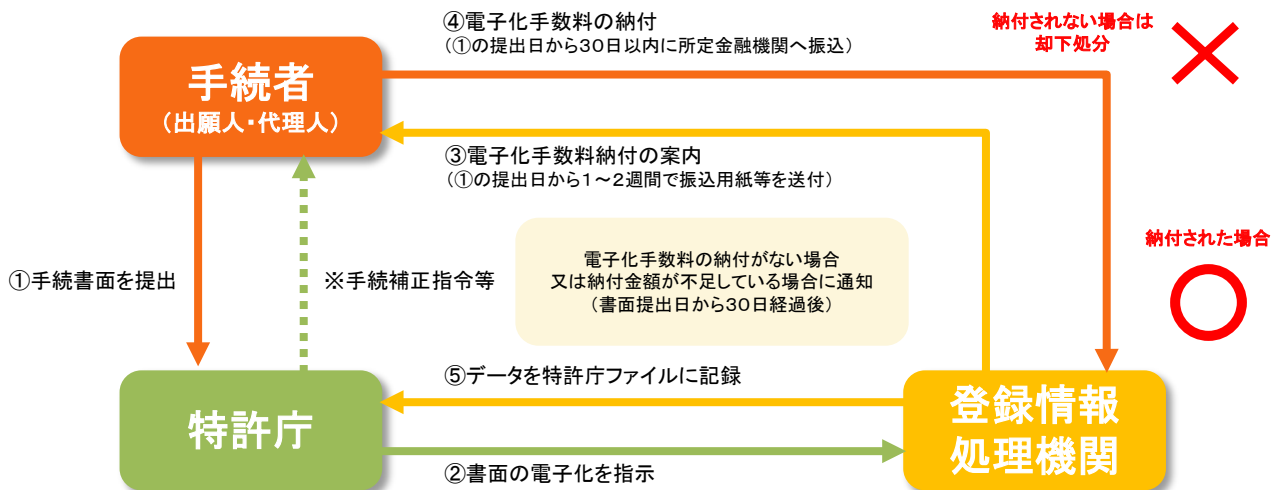 ④電子化手数料の納付
（①の提出日から３０日以内に所定金融機関へ振込）
納付されない場合は
却下処分
手続者
（出願人・代理人）
③電子化手数料納付の案内
（①の提出日から１～２週間で振込用紙等を送付）
納付された場合
電子化手数料の納付がない場合
又は納付金額が不足している場合に通知
（書面提出日から３０日経過後）
①手続書面を提出
※手続補正指令等
⑤データを特許庁ファイルに記録
特許庁
登録情報
処理機関
②書面の電子化を指示